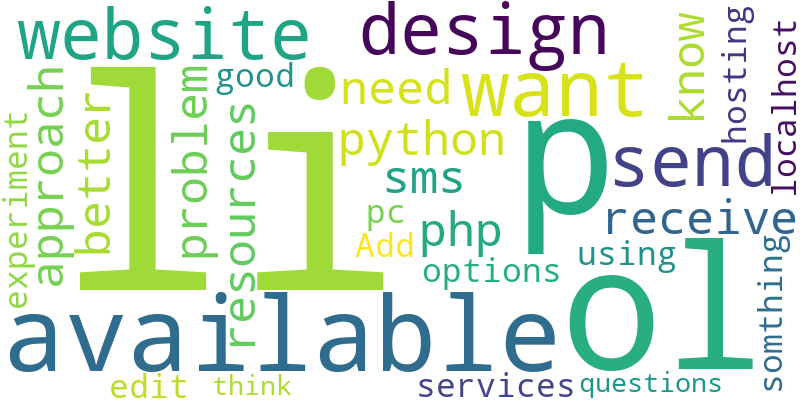 website
design
want
know
hosting
localhost
good
li
need
p
send
python
sms
approach
better
problem
resources
experiment
pc
php
receive
Add
options
using
ol
available
somthing
edit
think
services
questions